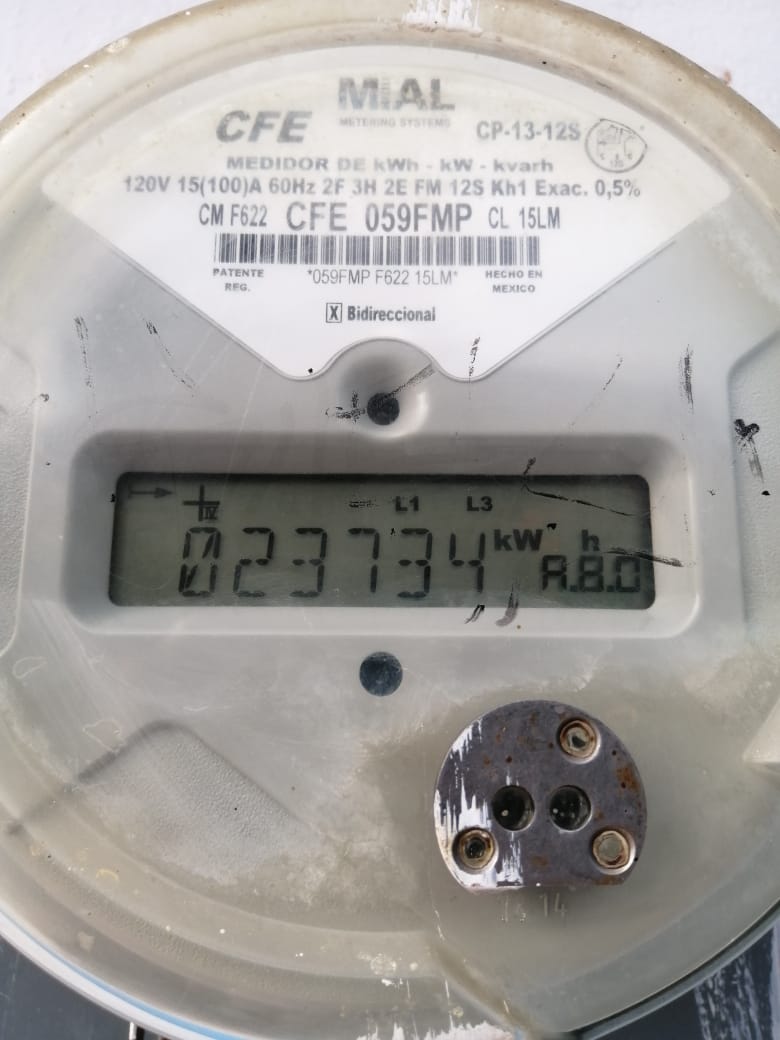 MIAL
METERING SYSTEMS
CFE
CP-13-12S
MEDIDOR DE kWh - kW - kvarh
120V 15(100)A 60Hz 2F 3H 2E FM 12S Kh1 Exac. 0,5%
CM F622 CFE 059FMP CL 15LM
PATENTE REG.
*059FMP F622 15LM*
HECHO EN MEXICO
X Bidireccional
IV L1 L3
023734 kW h A.B.0
14